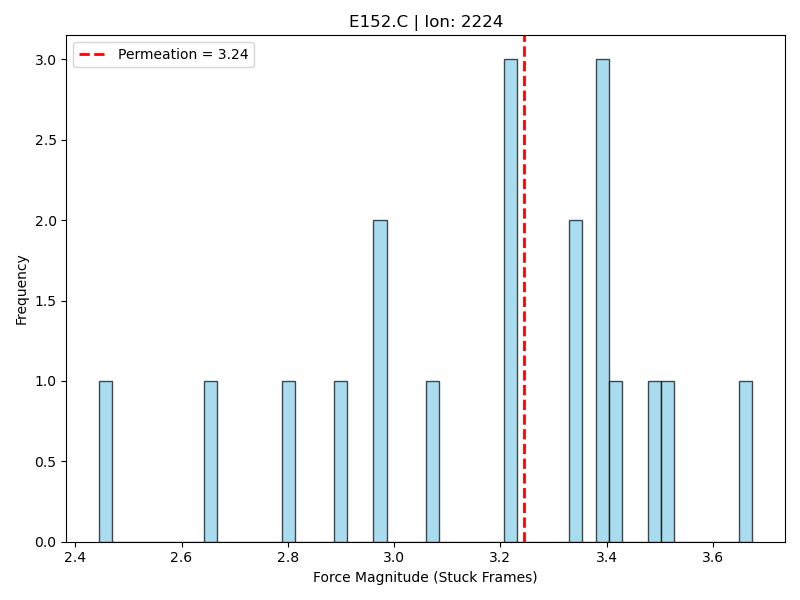 E152.C | Ion: 2224
Permeation = 3.24
Frequency
3.0
2.5
2.0
1.5
1.0
0.5
0.0
2.4 2.6 2.8 3.0 3.2 3.4 3.6
Force Magnitude (Stuck Frames)